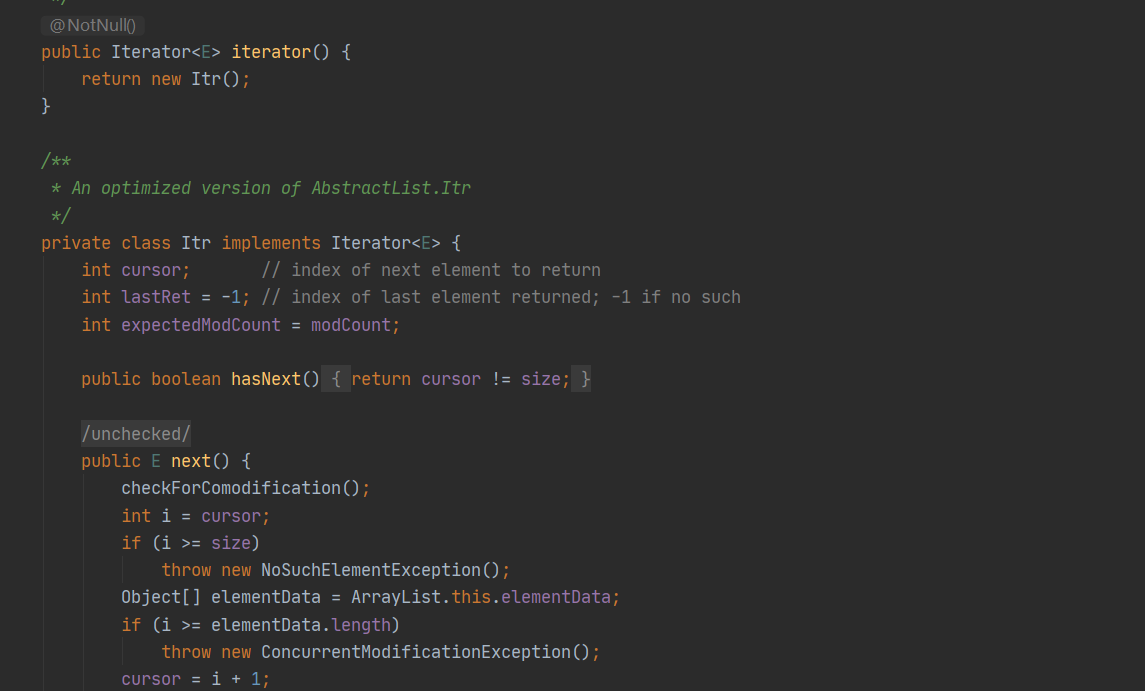 */
@NotNull()
public Iterator<E> iterator() {
return new Itr();
}
/**
* An optimized version of AbstractList.Itr
*/
private class Itr implements Iterator<E> {
int cursor;       // index of next element to return
int lastRet = -1; // index of last element returned; -1 if no such
int expectedModCount = modCount;
public boolean hasNext() { return cursor != size; }
/unchecked/
public E next() {
checkForComodification();
int i = cursor;
if (i >= size)
throw new NoSuchElementException();
Object[] elementData = ArrayList.this.elementData;
if (i >= elementData.length)
throw new ConcurrentModificationException();
cursor = i + 1;